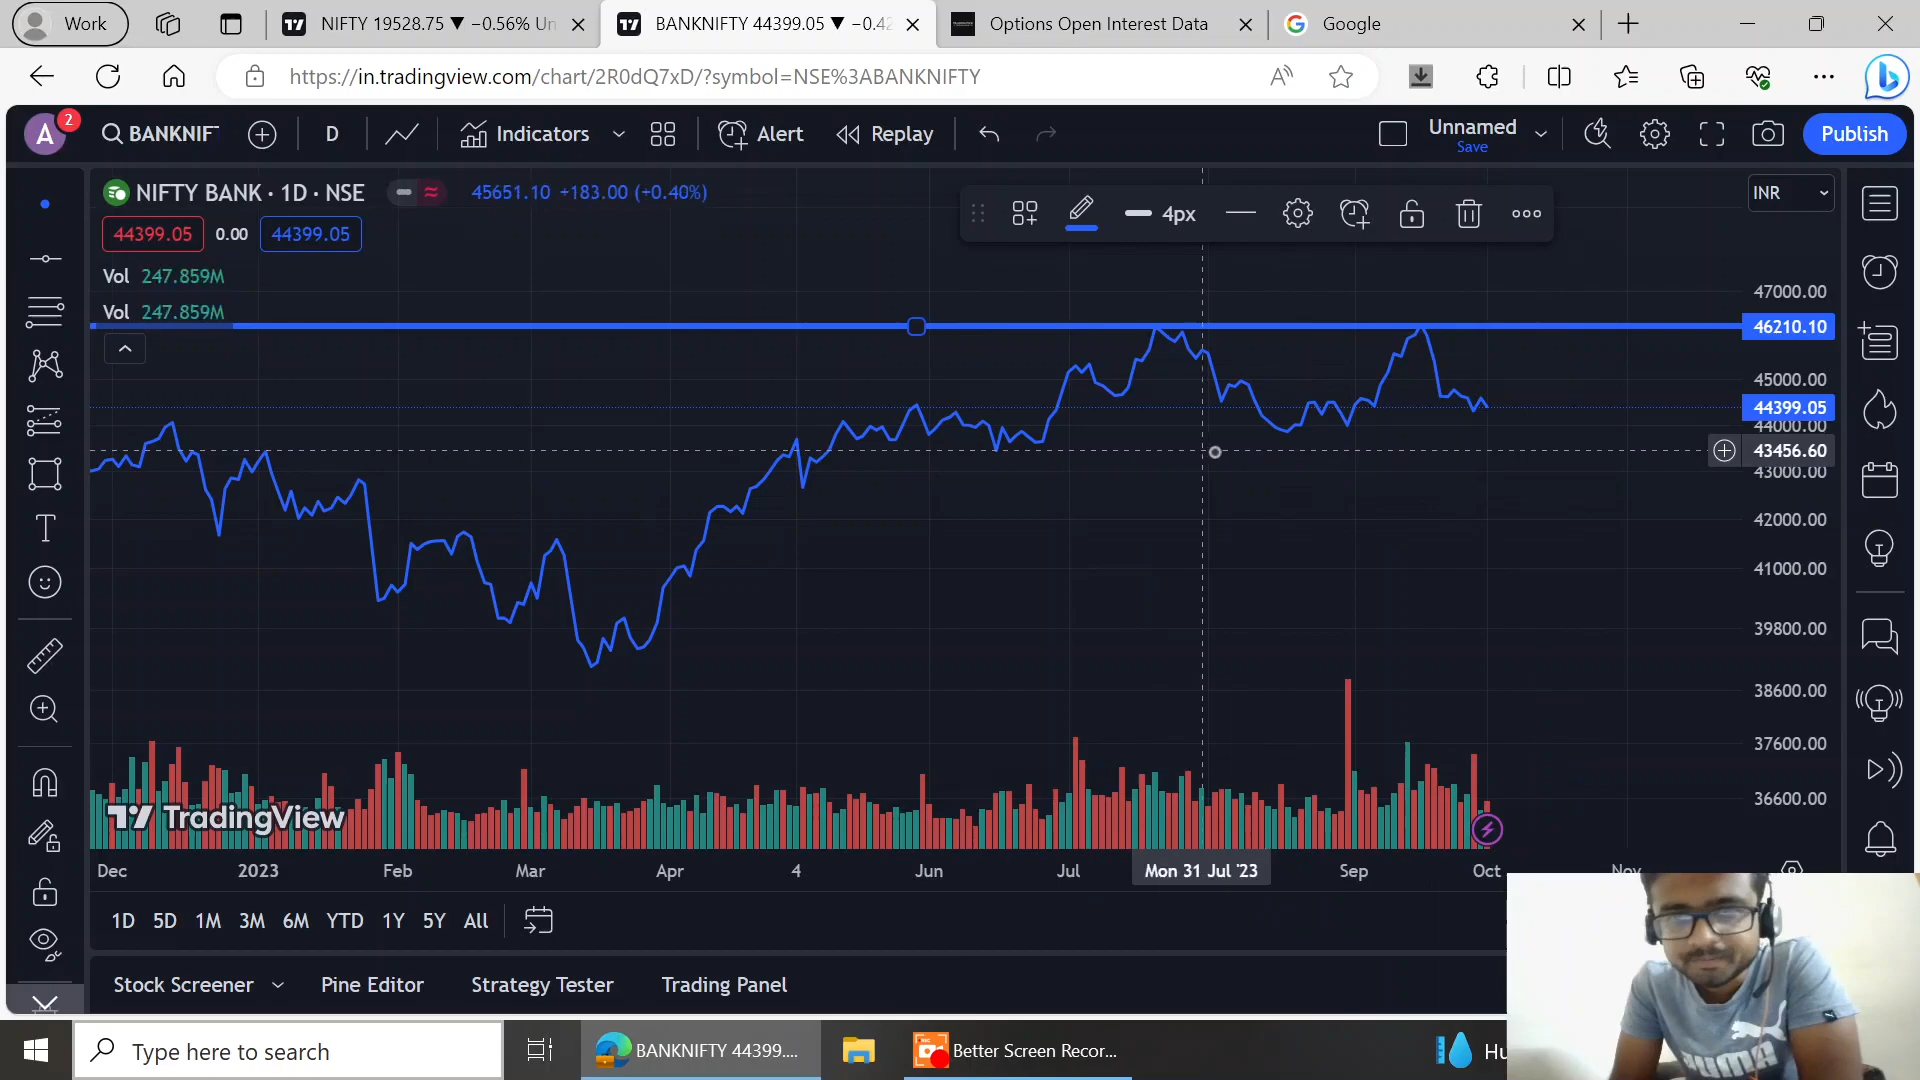 Work
NIFTY 19528.75 ▼ −0.56% Un
BANKNIFTY 44399.05 ▼ −0.42
Options Open Interest Data
Google
https://in.tradingview.com/chart/2R0dQ7xD/?symbol=NSE%3ABANKNIFTY
A 2
BANKNIF
D
Indicators
Alert
Replay
Unnamed
Save
Publish
NIFTY BANK · 1D · NSE
45651.10 +183.00 (+0.40%)
4px
INR
44399.05 0.00 44399.05
Vol 247.859M
Vol 247.859M
47000.00
46210.10
45000.00
44399.05
44000.00
43456.60
43000.00
42000.00
41000.00
39800.00
38600.00
37600.00
36600.00
TradingView
Dec 2023 Feb Mar Apr 4 Jun Jul Mon 31 Jul '23 Sep Oct Nov
1D 5D 1M 3M 6M YTD 1Y 5Y All
Stock Screener Pine Editor Strategy Tester Trading Panel
Type here to search
BANKNIFTY 44399....
Better Screen Recor...
Hu
PUMA